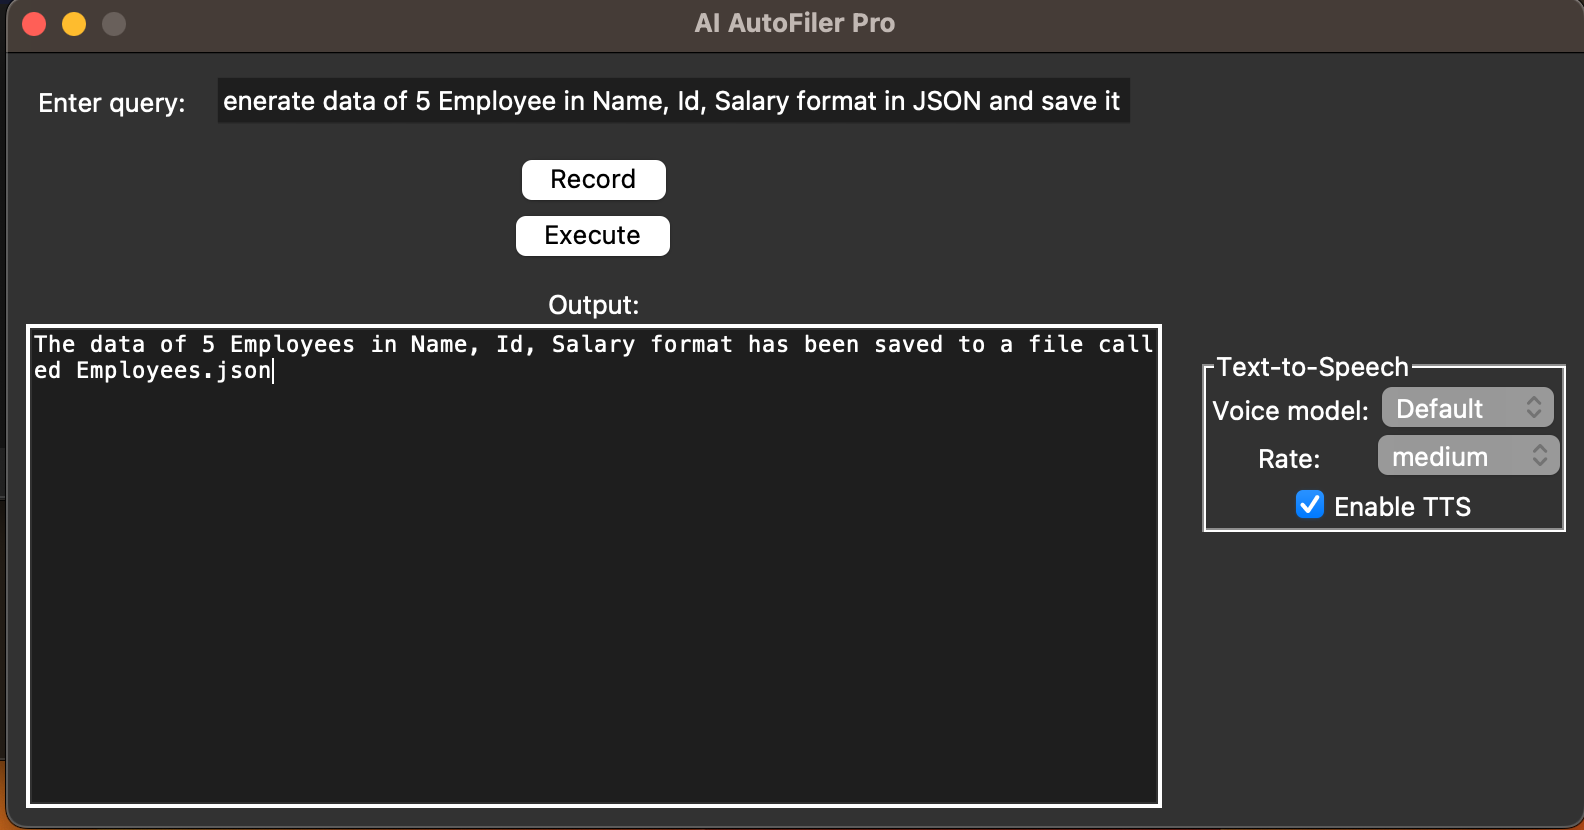 AI AutoFiler Pro
Enter query: enerate data of 5 Employee in Name, Id, Salary format in JSON and save it
Record
Execute
Output:
The data of 5 Employees in Name, Id, Salary format has been saved to a file call
ed Employees.json
Text-to-Speech
Voice model: Default
Rate: medium
Enable TTS